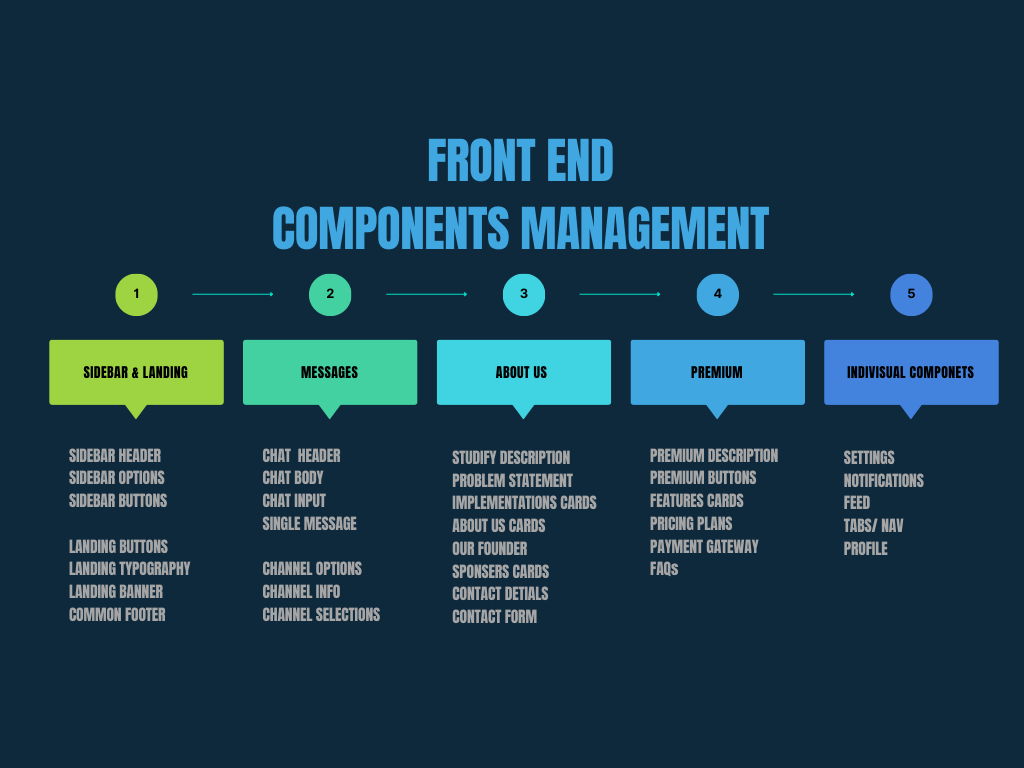 FRONT END
COMPONENTS MANAGEMENT
1
2
3
4
5
SIDEBAR & LANDING
MESSAGES
ABOUT US
PREMIUM
INDIVISUAL COMPONETS
SIDEBAR HEADER
SIDEBAR OPTIONS
SIDEBAR BUTTONS
LANDING BUTTONS
LANDING TYPOGRAPHY
LANDING BANNER
COMMON FOOTER
CHAT HEADER
CHAT BODY
CHAT INPUT
SINGLE MESSAGE
CHANNEL OPTIONS
CHANNEL INFO
CHANNEL SELECTIONS
STUDIFY DESCRIPTION
PROBLEM STATEMENT
IMPLEMENTATIONS CARDS
ABOUT US CARDS
OUR FOUNDER
SPONSERS CARDS
CONTACT DETIALS
CONTACT FORM
PREMIUM DESCRIPTION
PREMIUM BUTTONS
FEATURES CARDS
PRICING PLANS
PAYMENT GATEWAY
FAQs
SETTINGS
NOTIFICATIONS
FEED
TABS/ NAV
PROFILE